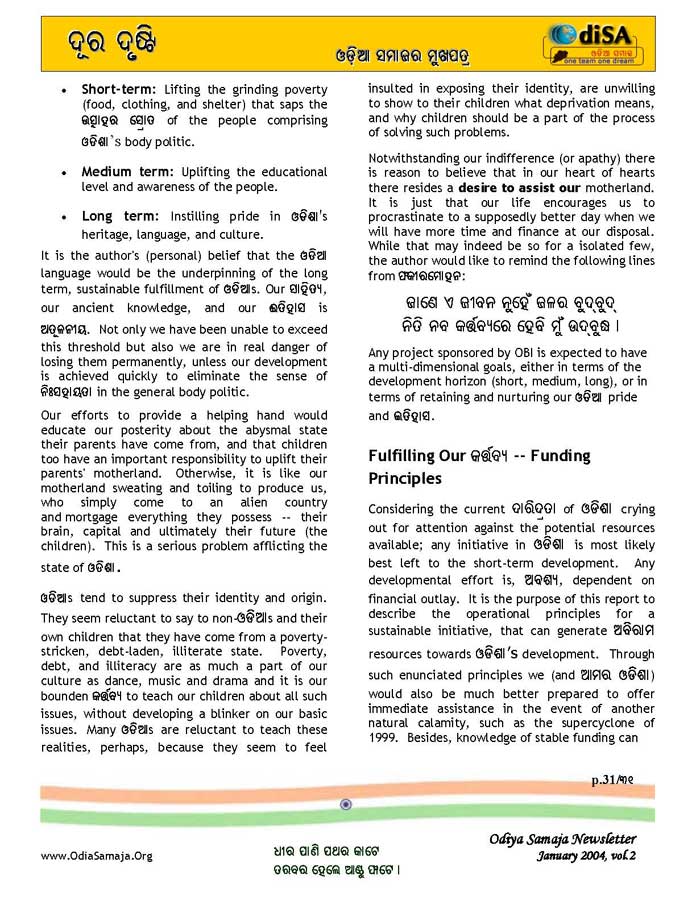 ଦୂର ଦୃଷ୍ଟି
ଓଡ଼ିଆ ସମାଜର ମୁଖପତ୍ର
OdiSA
ଓଡ଼ିଆ ସମାଜ
one team one dream
• Short-term: Lifting the grinding poverty
(food, clothing, and shelter) that saps the
ଉତ୍ସାହର ସ୍ରୋତ of the people comprising
ଓଡିଶା's body politic.
• Medium term: Uplifting the educational
level and awareness of the people.
• Long term: Instilling pride in ଓଡିଶା's
heritage, language, and culture.
It is the author's (personal) belief that the ଓଡିଆ
language would be the underpinning of the long
term, sustainable fulfillment of ଓଡିଆs. Our ସାହିତ୍ୟ,
our ancient knowledge, and our ଇତିହାସ is
ଅତୁଳନୀୟ. Not only we have been unable to exceed
this threshold but also we are in real danger of
losing them permanently, unless our development
is achieved quickly to eliminate the sense of
ନିଃସହାୟତା in the general body politic.
Our efforts to provide a helping hand would
educate our posterity about the abysmal state
their parents have come from, and that children
too have an important responsibility to uplift their
parents' motherland. Otherwise, it is like our
motherland sweating and toiling to produce us,
who simply come to an alien country
and mortgage everything they possess -- their
brain, capital and ultimately their future (the
children). This is a serious problem afflicting the
state of ଓଡିଶା.
ଓଡିଆs tend to suppress their identity and origin.
They seem reluctant to say to non-ଓଡିଆs and their
own children that they have come from a poverty-
stricken, debt-laden, illiterate state. Poverty,
debt, and illiteracy are as much a part of our
culture as dance, music and drama and it is our
bounden କର୍ତ୍ତବ୍ୟ to teach our children about all such
issues, without developing a blinker on our basic
issues. Many ଓଡିଆs are reluctant to teach these
realities, perhaps, because they seem to feel
insulted in exposing their identity, are unwilling
to show to their children what deprivation means,
and why children should be a part of the process
of solving such problems.
Notwithstanding our indifference (or apathy) there
is reason to believe that in our heart of hearts
there resides a desire to assist our motherland.
It is just that our life encourages us to
procrastinate to a supposedly better day when we
will have more time and finance at our disposal.
While that may indeed be so for a isolated few,
the author would like to remind the following lines
from ଫକୀରମୋହନ:
ଜାଣେ ଏ ଜୀବନ ନୁହେଁ ଜଳର ବୁଦ୍‌ବୁଦ୍
ନିତି ନବ କର୍ତ୍ତବ୍ୟରେ ହେବି ମୁଁ ଉଦ୍‌ବୁଦ୍ଧ ।
Any project sponsored by OBI is expected to have
a multi-dimensional goals, either in terms of the
development horizon (short, medium, long), or in
terms of retaining and nurturing our ଓଡିଆ pride
and ଇତିହାସ.
Fulfilling Our କର୍ତ୍ତବ୍ୟ -- Funding
Principles
Considering the current ଦାରିଦ୍ର୍ୟତା of ଓଡିଶା crying
out for attention against the potential resources
available; any initiative in ଓଡିଶା is most likely
best left to the short-term development. Any
developmental effort is, ଅବଶ୍ୟ, dependent on
financial outlay. It is the purpose of this report to
describe the operational principles for a
sustainable initiative, that can generate ଅବିରାମ
resources towards ଓଡିଶା's development. Through
such enunciated principles we (and ଆମର ଓଡିଶା)
would also be much better prepared to offer
immediate assistance in the event of another
natural calamity, such as the supercyclone of
1999. Besides, knowledge of stable funding can
p.31/୩୧
www.OdiaSamaja.Org
ଧୀର ପାଣି ପଥର କାଟେ
ତରବର ହେଲେ ଆଣ୍ଠୁ ଫାଟେ ।
Odiya Samaja Newsletter
January 2004, vol.2